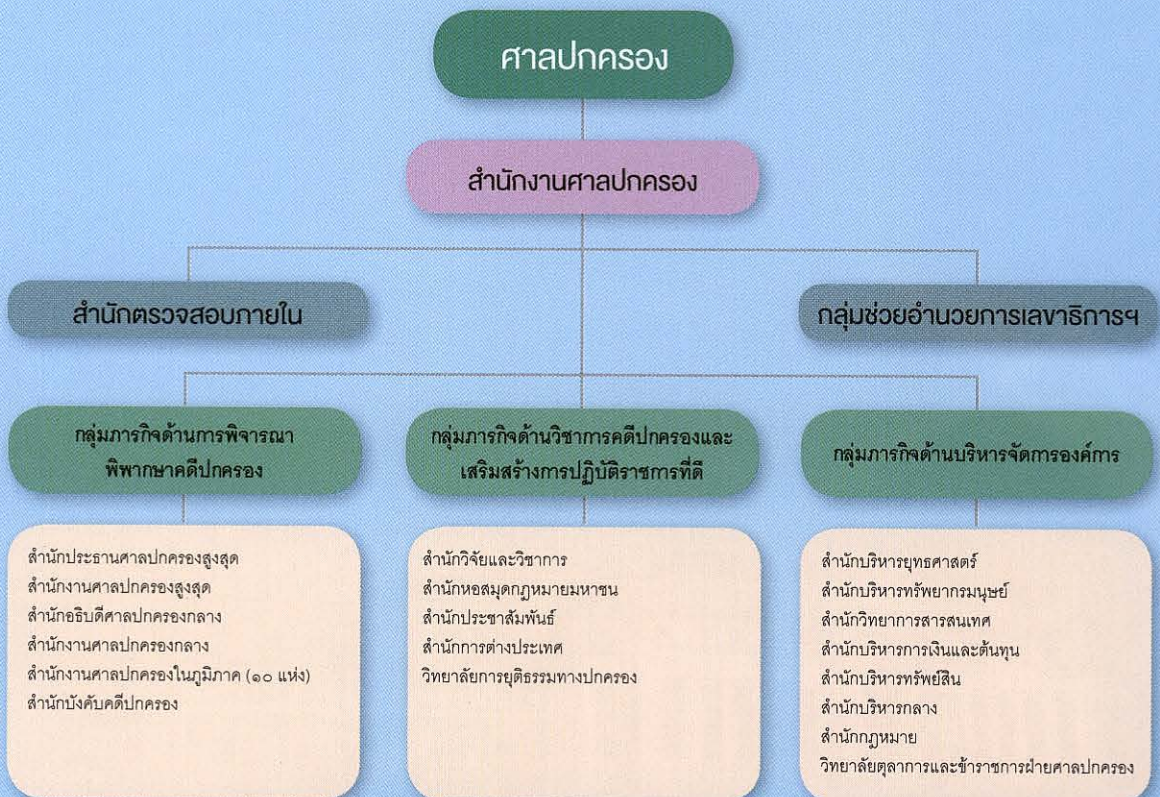 ศาลปกครอง
สำนักงานศาลปกครอง
สำนักตรวจสอบภายใน
กลุ่มช่วยอำนวยการเลขาธิการฯ
กลุ่มภารกิจด้านการพิจารณา
พิพากษาคดีปกครอง
กลุ่มภารกิจด้านวิชาการคดีปกครองและ
เสริมสร้างการปฏิบัติราชการที่ดี
กลุ่มภารกิจด้านบริหารจัดการองค์การ
สำนักประธานศาลปกครองสูงสุด
สำนักงานศาลปกครองสูงสุด
สำนักอธิบดีศาลปกครองกลาง
สำนักงานศาลปกครองกลาง
สำนักงานศาลปกครองในภูมิภาค (๑๐ แห่ง)
สำนักบังคับคดีปกครอง
สำนักวิจัยและวิชาการ
สำนักหอสมุดกฎหมายมหาชน
สำนักประชาสัมพันธ์
สำนักการต่างประเทศ
วิทยาลัยการยุติธรรมทางปกครอง
สำนักบริหารยุทธศาสตร์
สำนักบริหารทรัพยากรมนุษย์
สำนักวิทยาการสารสนเทศ
สำนักบริหารการเงินและต้นทุน
สำนักบริหารทรัพย์สิน
สำนักบริหารกลาง
สำนักกฎหมาย
วิทยาลัยตุลาการและข้าราชการฝ่ายศาลปกครอง